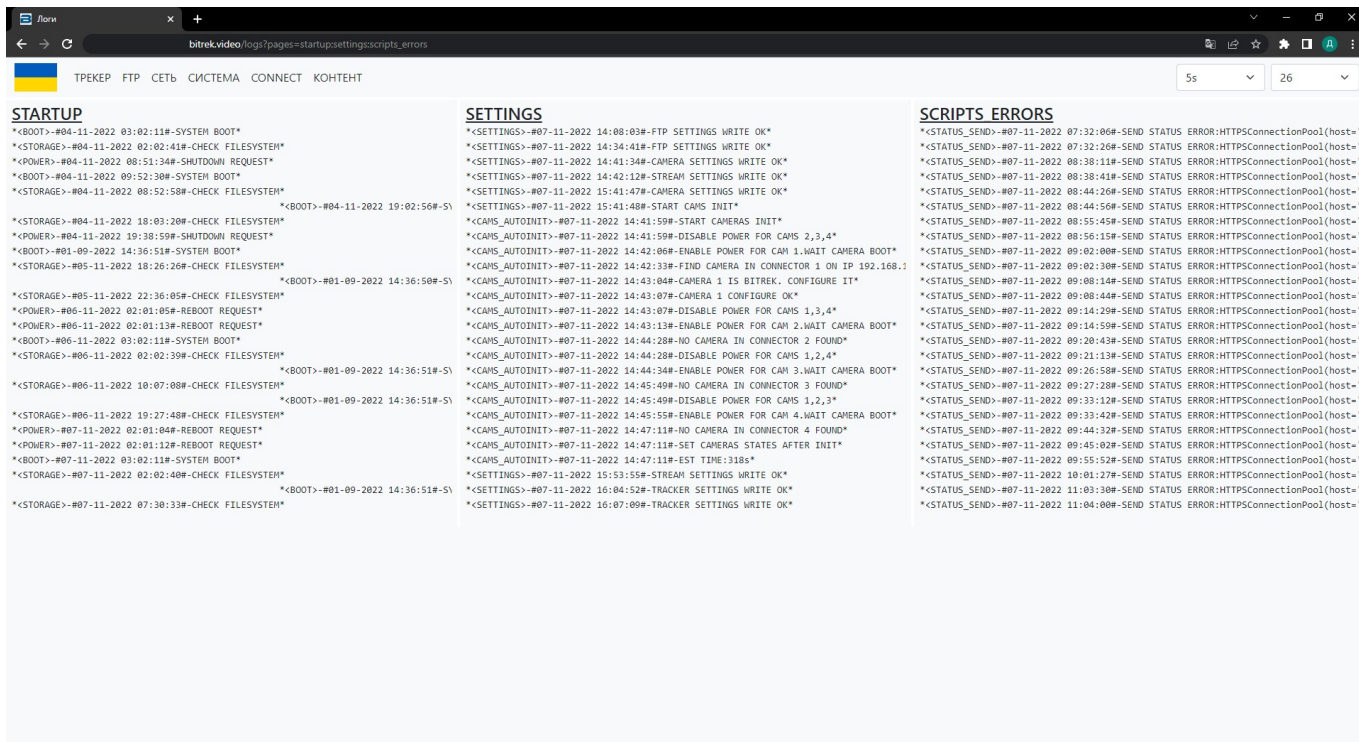 Логи
bitrek.video/logs?pages=startup:settings:scripts_errors
ТРЕКЕР FTP СЕТЬ СИСТЕМА CONNECT КОНТЕНТ
5s 26
STARTUP
*<BOOT>-#04-11-2022 03:02:11#-SYSTEM BOOT*
*<STORAGE>-#04-11-2022 02:02:41#-CHECK FILESYSTEM*
*<POWER>-#04-11-2022 08:51:34#-SHUTDOWN REQUEST*
*<BOOT>-#04-11-2022 09:52:30#-SYSTEM BOOT*
*<STORAGE>-#04-11-2022 08:52:58#-CHECK FILESYSTEM*
*<BOOT>-#04-11-2022 19:02:56#-S
*<STORAGE>-#04-11-2022 18:03:20#-CHECK FILESYSTEM*
*<POWER>-#04-11-2022 19:38:59#-SHUTDOWN REQUEST*
*<BOOT>-#01-09-2022 14:36:51#-SYSTEM BOOT*
*<STORAGE>-#05-11-2022 18:26:26#-CHECK FILESYSTEM*
*<BOOT>-#01-09-2022 14:36:50#-S
*<STORAGE>-#05-11-2022 22:36:05#-CHECK FILESYSTEM*
*<POWER>-#06-11-2022 02:01:05#-REBOOT REQUEST*
*<POWER>-#06-11-2022 02:01:13#-REBOOT REQUEST*
*<BOOT>-#06-11-2022 03:02:11#-SYSTEM BOOT*
*<STORAGE>-#06-11-2022 02:02:39#-CHECK FILESYSTEM*
*<BOOT>-#01-09-2022 14:36:51#-S
*<STORAGE>-#06-11-2022 10:07:08#-CHECK FILESYSTEM*
*<BOOT>-#01-09-2022 14:36:51#-S
*<STORAGE>-#06-11-2022 19:27:48#-CHECK FILESYSTEM*
*<POWER>-#07-11-2022 02:01:04#-REBOOT REQUEST*
*<POWER>-#07-11-2022 02:01:12#-REBOOT REQUEST*
*<BOOT>-#07-11-2022 03:02:11#-SYSTEM BOOT*
*<STORAGE>-#07-11-2022 02:02:40#-CHECK FILESYSTEM*
*<BOOT>-#01-09-2022 14:36:51#-S
*<STORAGE>-#07-11-2022 07:30:33#-CHECK FILESYSTEM*
SETTINGS
*<SETTINGS>-#07-11-2022 14:08:03#-FTP SETTINGS WRITE OK*
*<SETTINGS>-#07-11-2022 14:34:41#-FTP SETTINGS WRITE OK*
*<SETTINGS>-#07-11-2022 14:41:34#-CAMERA SETTINGS WRITE OK*
*<SETTINGS>-#07-11-2022 14:42:12#-STREAM SETTINGS WRITE OK*
*<SETTINGS>-#07-11-2022 15:41:47#-CAMERA SETTINGS WRITE OK*
*<SETTINGS>-#07-11-2022 15:41:48#-START CAMS INIT*
*<CAMS_AUTOINIT>-#07-11-2022 14:41:59#-START CAMERAS INIT*
*<CAMS_AUTOINIT>-#07-11-2022 14:41:59#-DISABLE POWER FOR CAMS 2,3,4*
*<CAMS_AUTOINIT>-#07-11-2022 14:42:06#-ENABLE POWER FOR CAM 1.WAIT CAMERA BOOT*
*<CAMS_AUTOINIT>-#07-11-2022 14:42:33#-FIND CAMERA IN CONNECTOR 1 ON IP 192.168.1
*<CAMS_AUTOINIT>-#07-11-2022 14:43:04#-CAMERA 1 IS BITREK. CONFIGURE IT*
*<CAMS_AUTOINIT>-#07-11-2022 14:43:07#-CAMERA 1 CONFIGURE OK*
*<CAMS_AUTOINIT>-#07-11-2022 14:43:07#-DISABLE POWER FOR CAMS 1,3,4*
*<CAMS_AUTOINIT>-#07-11-2022 14:43:13#-ENABLE POWER FOR CAM 2.WAIT CAMERA BOOT*
*<CAMS_AUTOINIT>-#07-11-2022 14:44:28#-NO CAMERA IN CONNECTOR 2 FOUND*
*<CAMS_AUTOINIT>-#07-11-2022 14:44:28#-DISABLE POWER FOR CAMS 1,2,4*
*<CAMS_AUTOINIT>-#07-11-2022 14:44:34#-ENABLE POWER FOR CAM 3.WAIT CAMERA BOOT*
*<CAMS_AUTOINIT>-#07-11-2022 14:45:49#-NO CAMERA IN CONNECTOR 3 FOUND*
*<CAMS_AUTOINIT>-#07-11-2022 14:45:49#-DISABLE POWER FOR CAMS 1,2,3*
*<CAMS_AUTOINIT>-#07-11-2022 14:45:55#-ENABLE POWER FOR CAM 4.WAIT CAMERA BOOT*
*<CAMS_AUTOINIT>-#07-11-2022 14:47:11#-NO CAMERA IN CONNECTOR 4 FOUND*
*<CAMS_AUTOINIT>-#07-11-2022 14:47:11#-SET CAMERAS STATES AFTER INIT*
*<CAMS_AUTOINIT>-#07-11-2022 14:47:11#-EST TIME:318s*
*<SETTINGS>-#07-11-2022 15:53:55#-STREAM SETTINGS WRITE OK*
*<SETTINGS>-#07-11-2022 16:04:52#-TRACKER SETTINGS WRITE OK*
*<SETTINGS>-#07-11-2022 16:07:09#-TRACKER SETTINGS WRITE OK*
SCRIPTS_ERRORS
*<STATUS_SEND>-#07-11-2022 07:32:06#-SEND STATUS ERROR:HTTPSConnectionPool(host='
*<STATUS_SEND>-#07-11-2022 07:32:26#-SEND STATUS ERROR:HTTPSConnectionPool(host='
*<STATUS_SEND>-#07-11-2022 08:38:11#-SEND STATUS ERROR:HTTPSConnectionPool(host='
*<STATUS_SEND>-#07-11-2022 08:38:41#-SEND STATUS ERROR:HTTPSConnectionPool(host='
*<STATUS_SEND>-#07-11-2022 08:44:26#-SEND STATUS ERROR:HTTPSConnectionPool(host='
*<STATUS_SEND>-#07-11-2022 08:44:56#-SEND STATUS ERROR:HTTPSConnectionPool(host='
*<STATUS_SEND>-#07-11-2022 08:55:45#-SEND STATUS ERROR:HTTPSConnectionPool(host='
*<STATUS_SEND>-#07-11-2022 08:56:15#-SEND STATUS ERROR:HTTPSConnectionPool(host='
*<STATUS_SEND>-#07-11-2022 09:02:00#-SEND STATUS ERROR:HTTPSConnectionPool(host='
*<STATUS_SEND>-#07-11-2022 09:02:30#-SEND STATUS ERROR:HTTPSConnectionPool(host='
*<STATUS_SEND>-#07-11-2022 09:08:14#-SEND STATUS ERROR:HTTPSConnectionPool(host='
*<STATUS_SEND>-#07-11-2022 09:08:44#-SEND STATUS ERROR:HTTPSConnectionPool(host='
*<STATUS_SEND>-#07-11-2022 09:14:29#-SEND STATUS ERROR:HTTPSConnectionPool(host='
*<STATUS_SEND>-#07-11-2022 09:14:59#-SEND STATUS ERROR:HTTPSConnectionPool(host='
*<STATUS_SEND>-#07-11-2022 09:20:43#-SEND STATUS ERROR:HTTPSConnectionPool(host='
*<STATUS_SEND>-#07-11-2022 09:21:13#-SEND STATUS ERROR:HTTPSConnectionPool(host='
*<STATUS_SEND>-#07-11-2022 09:26:58#-SEND STATUS ERROR:HTTPSConnectionPool(host='
*<STATUS_SEND>-#07-11-2022 09:27:28#-SEND STATUS ERROR:HTTPSConnectionPool(host='
*<STATUS_SEND>-#07-11-2022 09:33:12#-SEND STATUS ERROR:HTTPSConnectionPool(host='
*<STATUS_SEND>-#07-11-2022 09:33:42#-SEND STATUS ERROR:HTTPSConnectionPool(host='
*<STATUS_SEND>-#07-11-2022 09:44:32#-SEND STATUS ERROR:HTTPSConnectionPool(host='
*<STATUS_SEND>-#07-11-2022 09:45:02#-SEND STATUS ERROR:HTTPSConnectionPool(host='
*<STATUS_SEND>-#07-11-2022 09:55:52#-SEND STATUS ERROR:HTTPSConnectionPool(host='
*<STATUS_SEND>-#07-11-2022 10:01:27#-SEND STATUS ERROR:HTTPSConnectionPool(host='
*<STATUS_SEND>-#07-11-2022 11:03:30#-SEND STATUS ERROR:HTTPSConnectionPool(host='
*<STATUS_SEND>-#07-11-2022 11:04:00#-SEND STATUS ERROR:HTTPSConnectionPool(host='